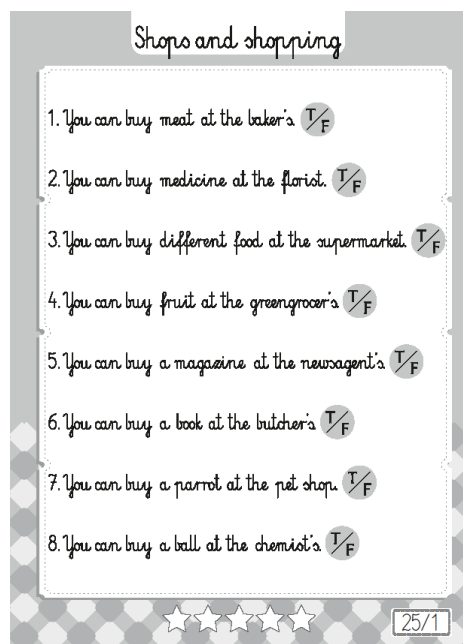 Shops and shopping
1. You can buy meat at the baker's. T/F
2. You can buy medicine at the florist. T/F
3. You can buy different food at the supermarket. T/F
4. You can buy fruit at the greengrocer's. T/F
5. You can buy a magazine at the newsagent's. T/F
6. You can buy a book at the butcher's. T/F
7. You can buy a parrot at the pet shop. T/F
8. You can buy a ball at the chemist's. T/F
25/1